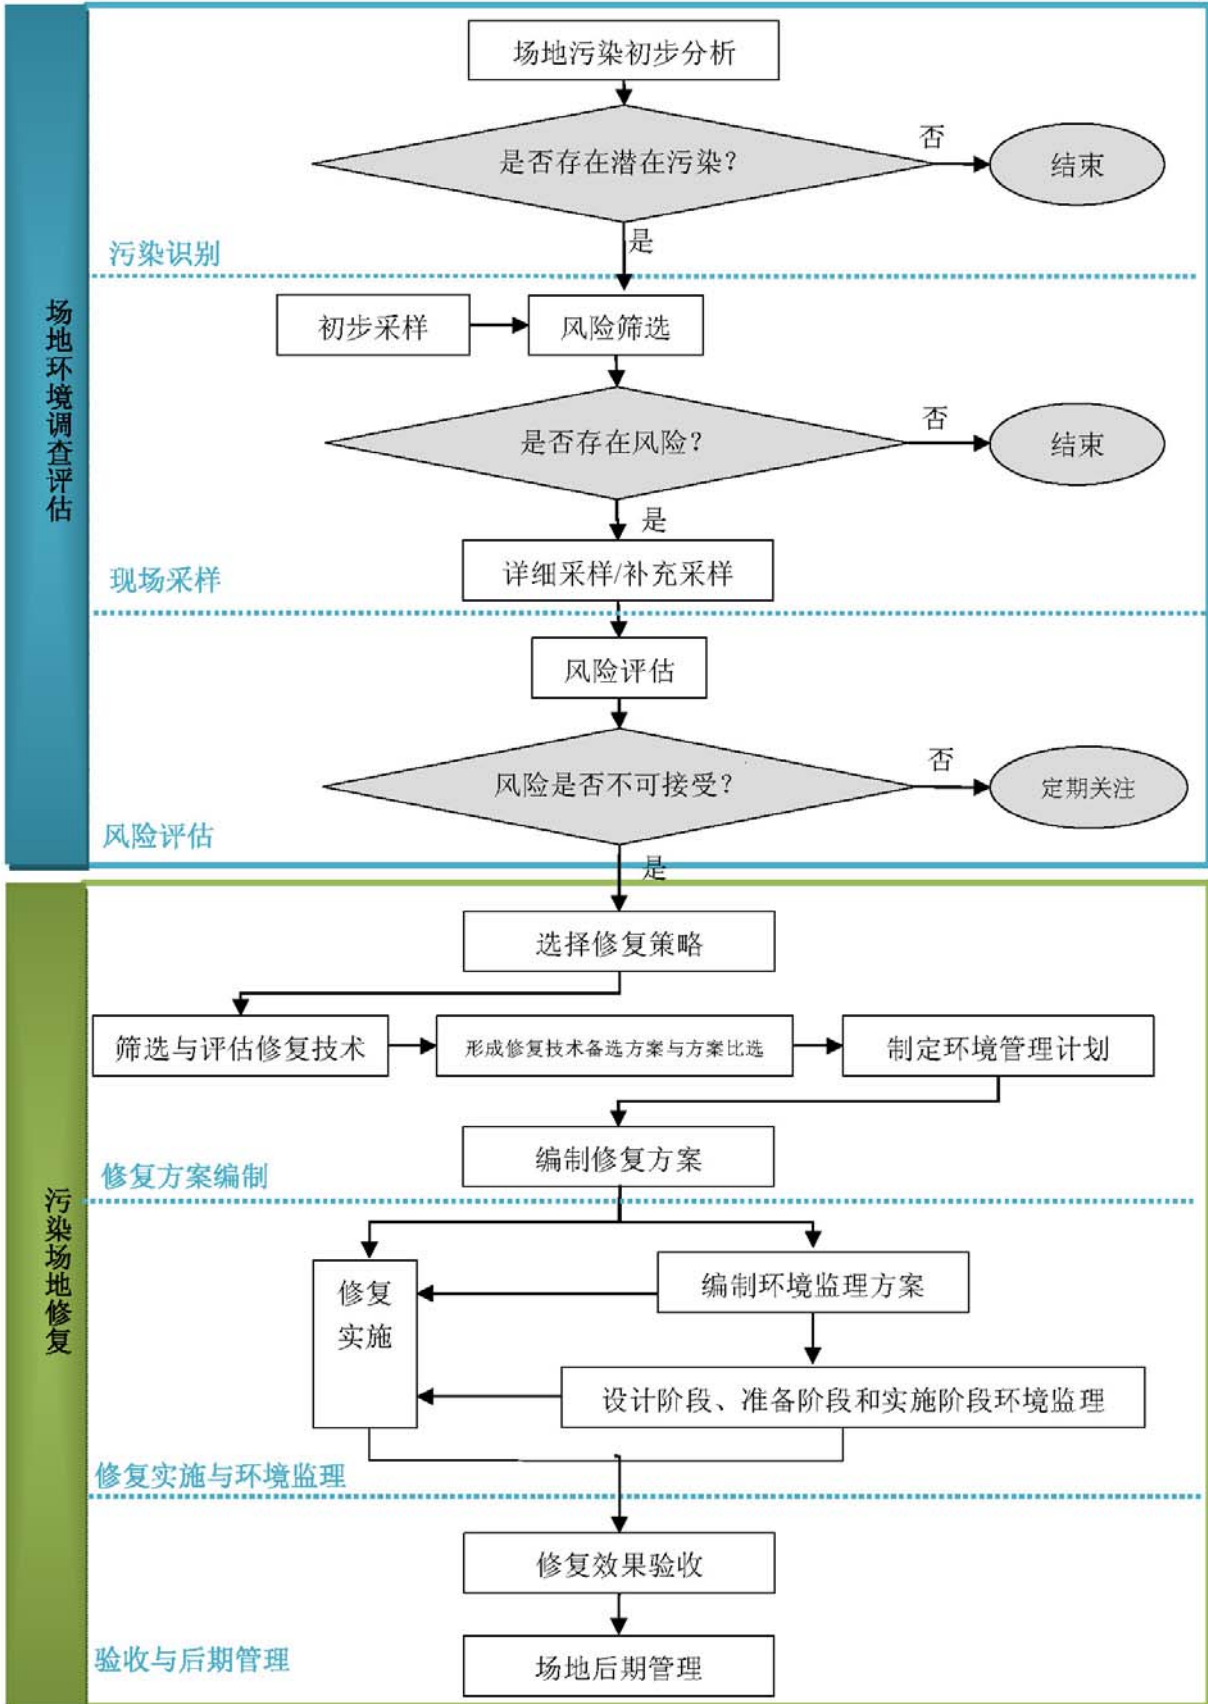 场地环境调查评估
场地污染初步分析
是否存在潜在污染？
否
结束
是
污染识别
初步采样
风险筛选
是否存在风险？
否
结束
是
详细采样/补充采样
现场采样
风险评估
风险是否不可接受？
否
定期关注
风险评估
是
污染场地修复
选择修复策略
筛选与评估修复技术
形成修复技术备选方案与方案比选
制定环境管理计划
编制修复方案
修复方案编制
修复
实施
编制环境监理方案
设计阶段、准备阶段和实施阶段环境监理
修复实施与环境监理
修复效果验收
场地后期管理
验收与后期管理